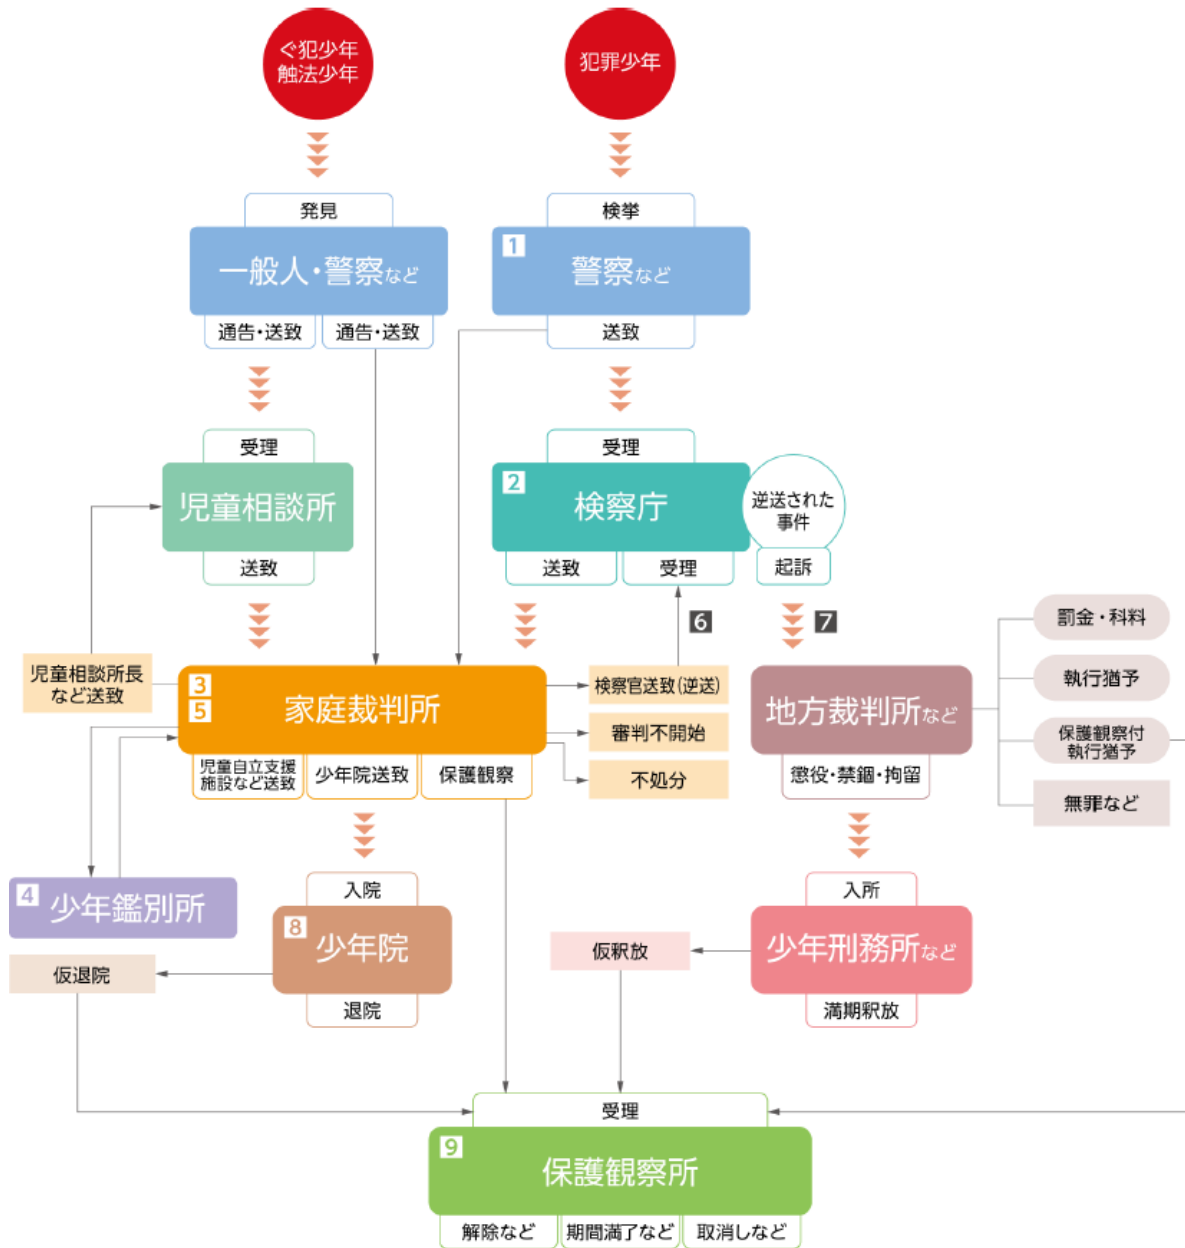 ぐ犯少年
触法少年
犯罪少年
発見
検挙
一般人・警察など
1
警察など
通告・送致
通告・送致
送致
受理
受理
児童相談所
2
検察庁
逆送された
事件
送致
送致
受理
起訴
6
7
罰金・科料
児童相談所長
など送致
3
5
家庭裁判所
検察官送致(逆送)
地方裁判所など
執行猶予
審判不開始
保護観察付
執行猶予
児童自立支援
施設など送致
少年院送致
保護観察
不処分
懲役・禁錮・拘留
無罪など
4
少年鑑別所
入院
入所
8
少年院
仮釈放
少年刑務所など
仮退院
退院
満期釈放
受理
9
保護観察所
解除など
期間満了など
取消しなど